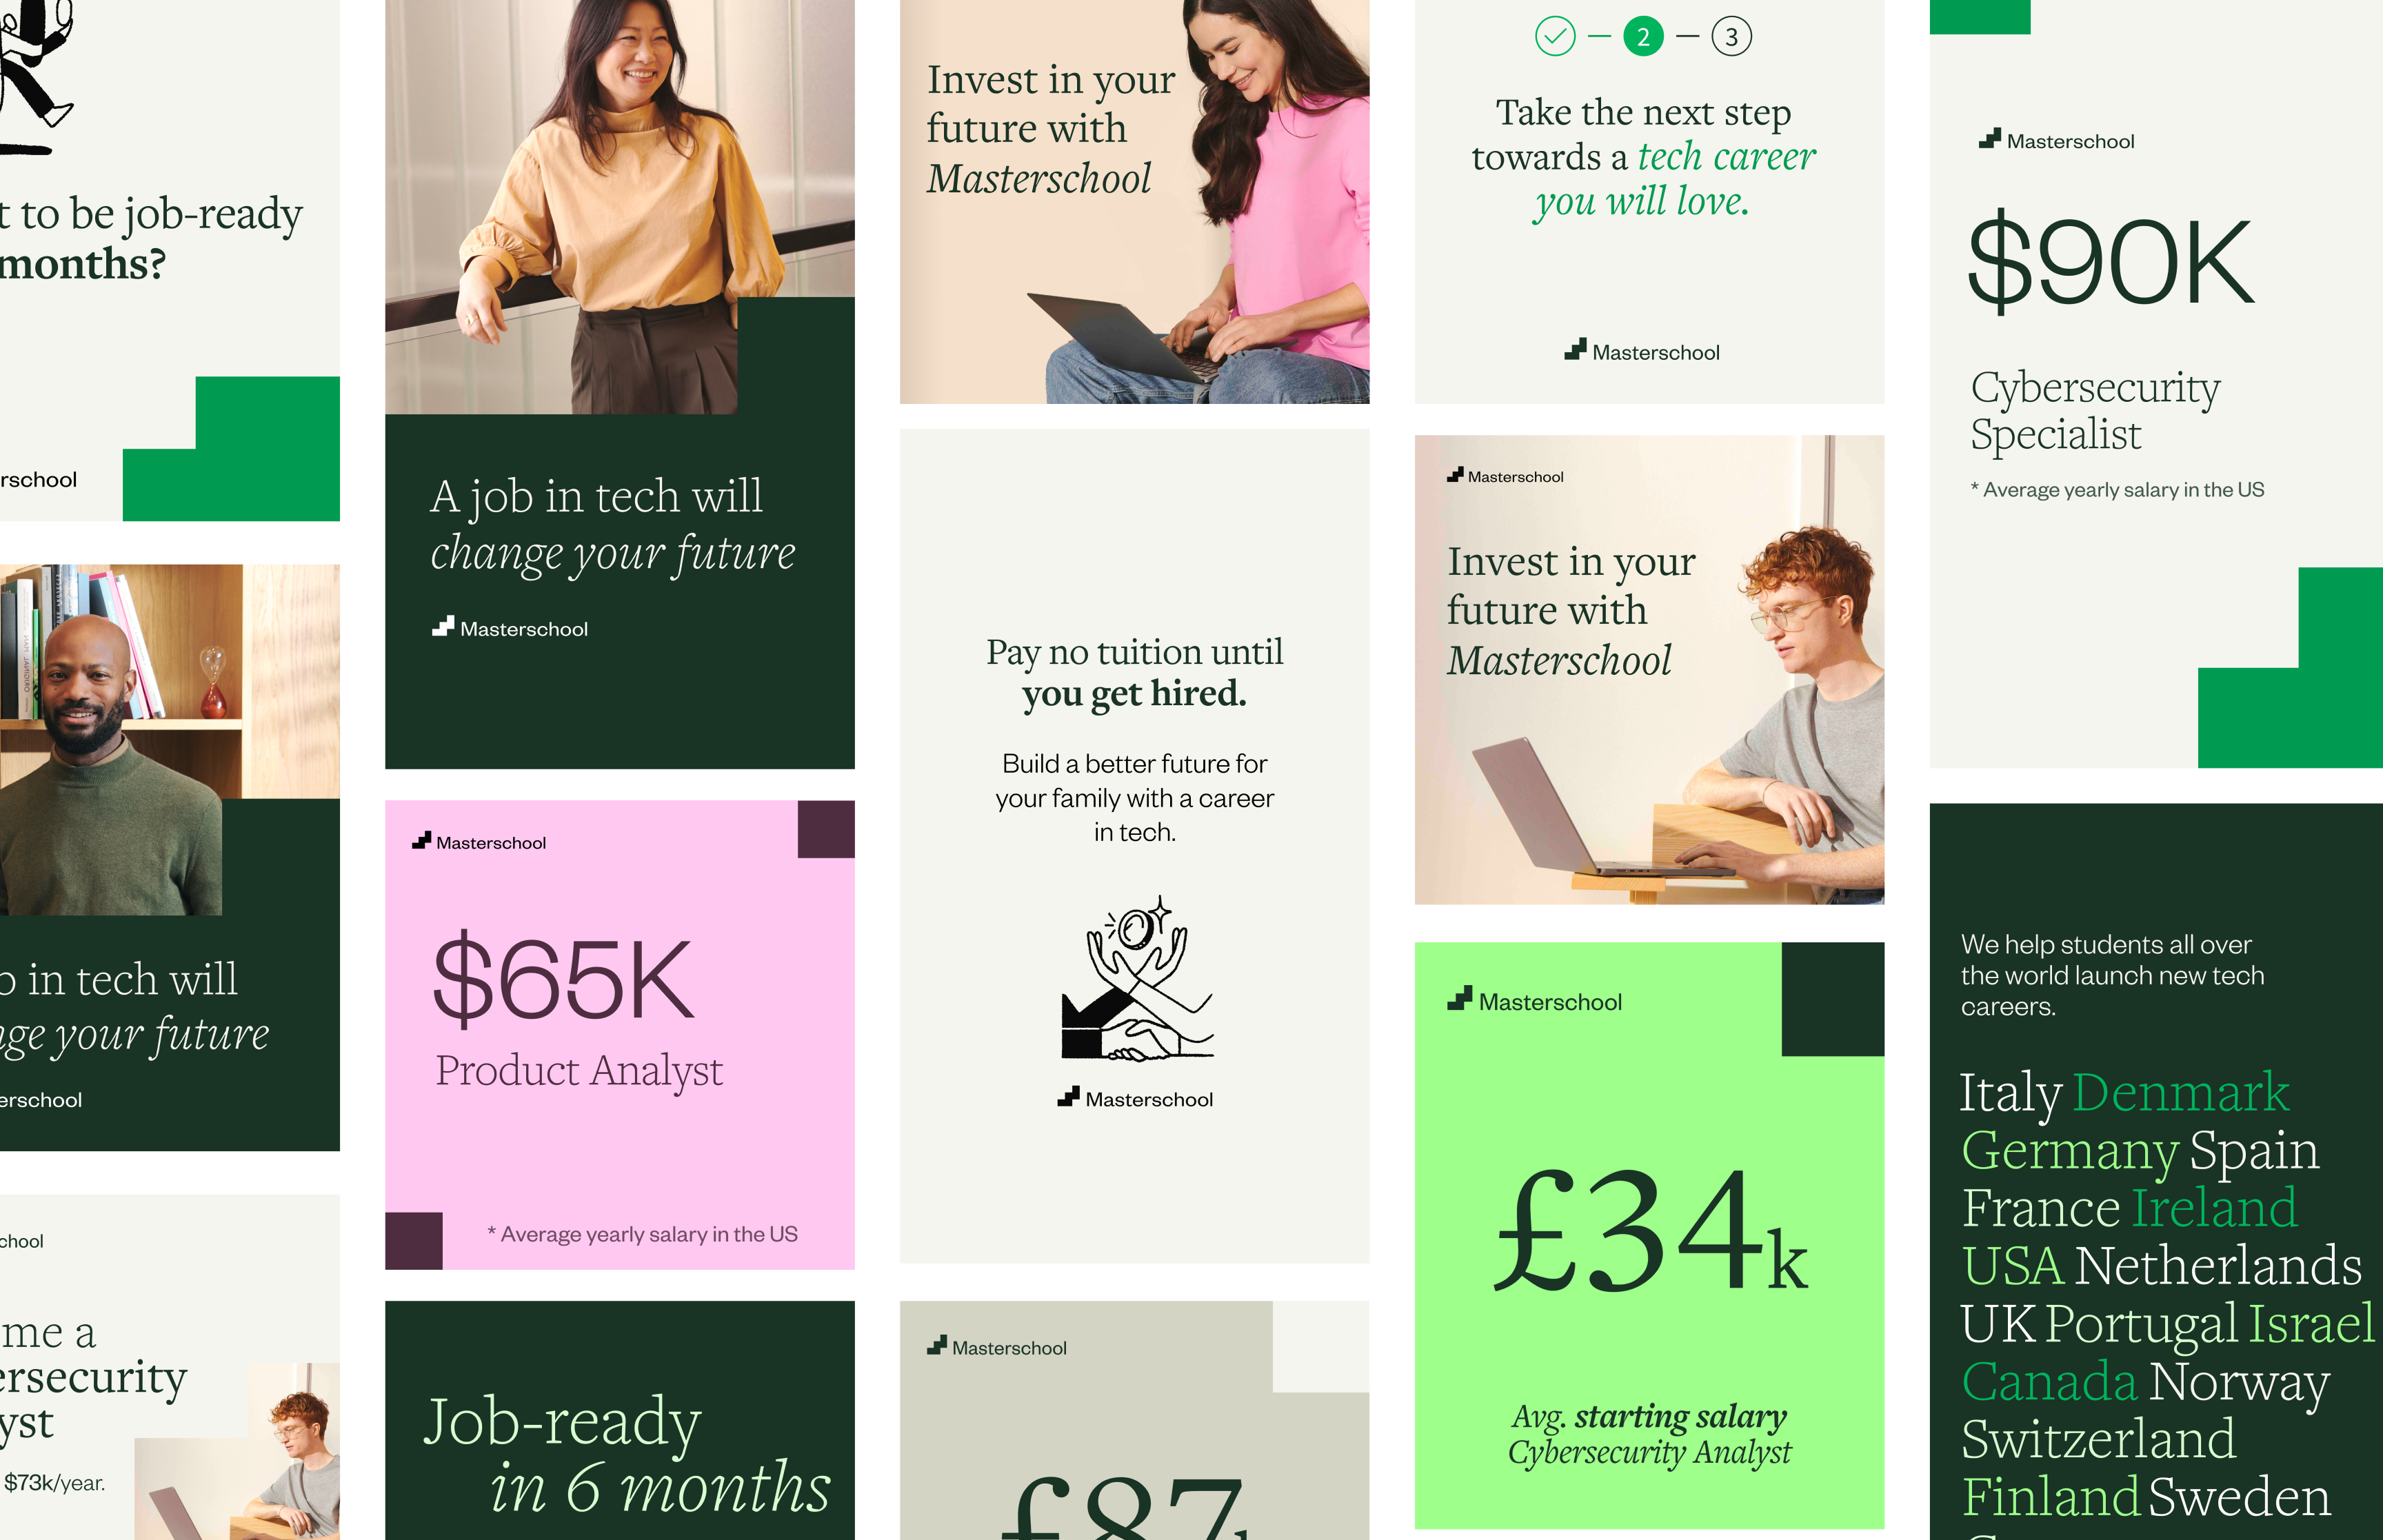 to be job-ready
months?
rschool
in tech will
your future
erschool
chool
me a
ersecurity
yst
$73k/year.
A job in tech will
change your future
Masterschool
Masterschool
$65K
Product Analyst
* Average yearly salary in the US
Job-ready
in 6 months
Invest in your
future with
Masterschool
Pay no tuition until
you get hired.
Build a better future for
your family with a career
in tech.
Masterschool
Masterschool
£87
2 3
Take the next step
towards a tech career
you will love.
Masterschool
Masterschool
Invest in your
future with
Masterschool
Masterschool
£34k
Avg. starting salary
Cybersecurity Analyst
Masterschool
$90K
Cybersecurity
Specialist
* Average yearly salary in the US
We help students all over
the world launch new tech
careers.
Italy Denmark
Germany Spain
France Ireland
USA Netherlands
UK Portugal Israel
Canada Norway
Switzerland
Finland Sweden